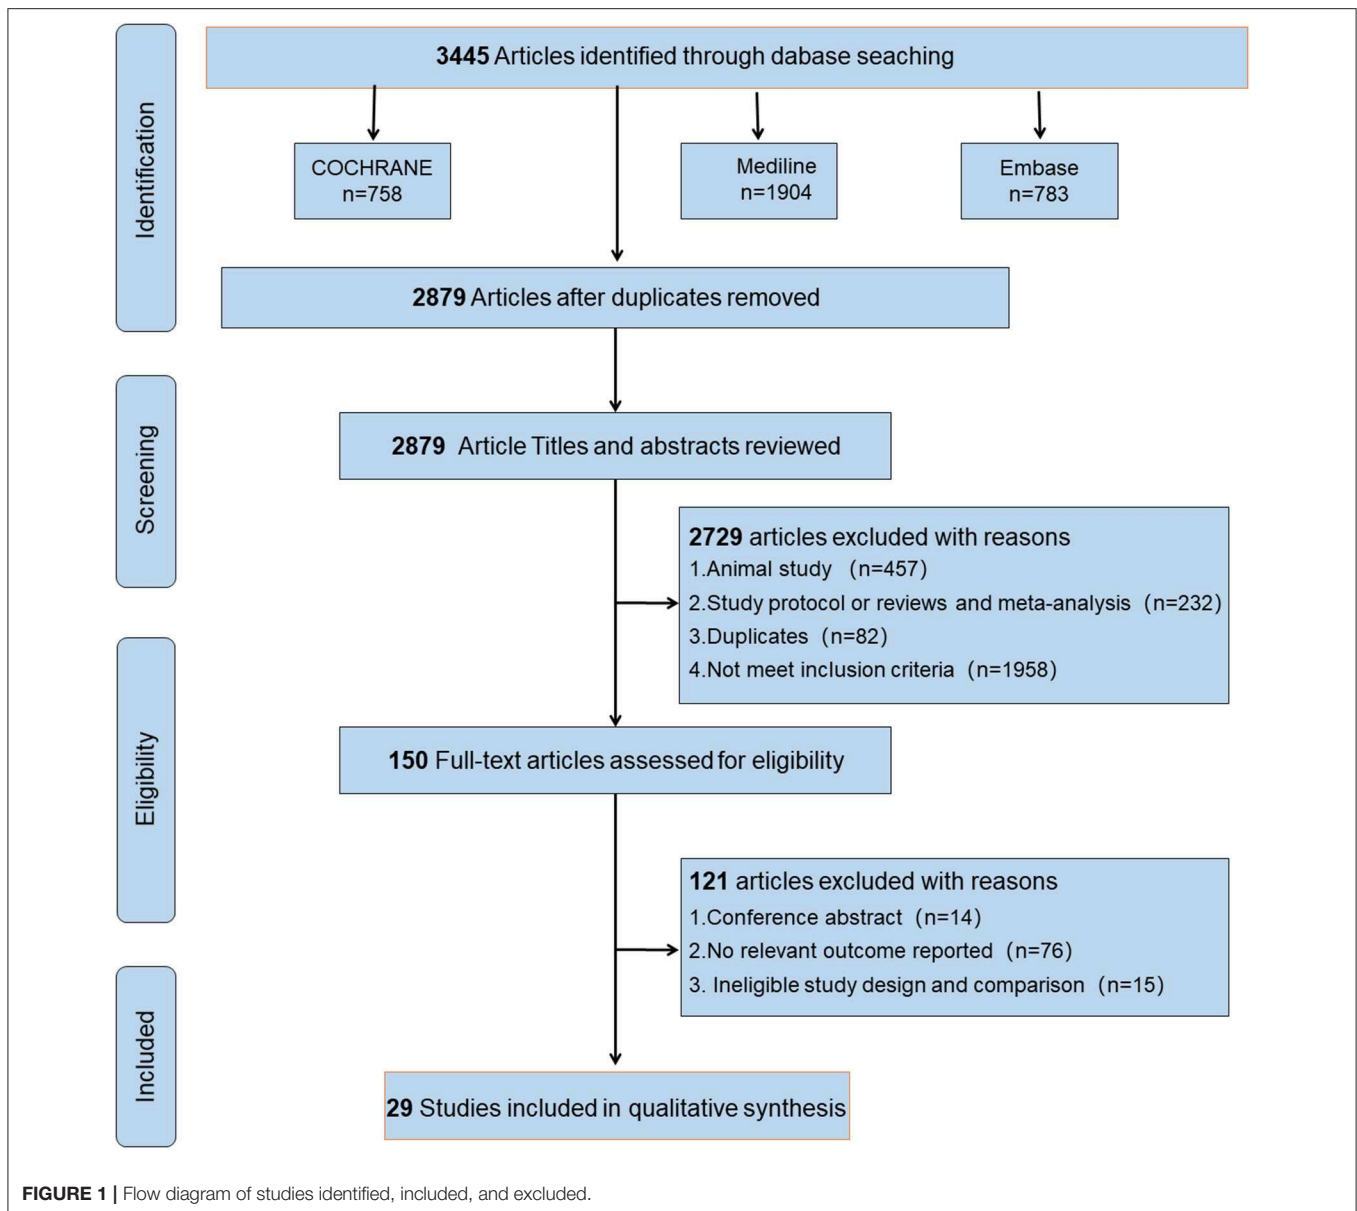 Identification
3445 Articles identified through dabase seaching
COCHRANE
n=758
Mediline
n=1904
Embase
n=783
2879 Articles after duplicates removed
Screening
2879 Article Titles and abstracts reviewed
2729 articles excluded with reasons
1.Animal study (n=457)
2.Study protocol or reviews and meta-analysis (n=232)
3.Duplicates (n=82)
4.Not meet inclusion criteria (n=1958)
Eligibility
150 Full-text articles assessed for eligibility
121 articles excluded with reasons
1.Conference abstract (n=14)
2.No relevant outcome reported (n=76)
3. Ineligible study design and comparison (n=15)
Included
29 Studies included in qualitative synthesis
FIGURE 1 | Flow diagram of studies identified, included, and excluded.